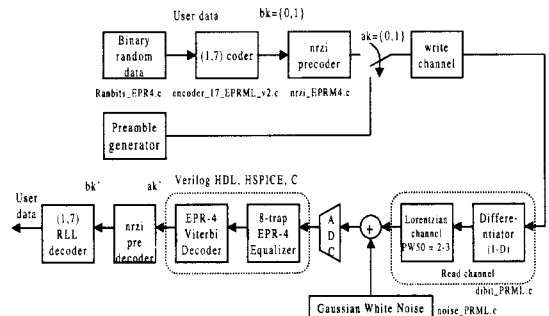 User data
bk={0,1}
Binary
random
data
(1,7) coder
nrzi
precoder
ak={0,1}
write
channel
Ranbits_EPR4.c
encoder_17_EPRML_v2.c
nrzi_EPRM4.c
Preamble
generator
Verilog HDL, HSPICE, C
User
data
bk`
ak`
(1,7)
RLL
decoder
nrzi
pre
decoder
EPR-4
Viterbi
Decoder
8-trap
EPR-4
Equalizer
A
D
C
+
Lorentzian
channel
PW50 = 2-3
Differe-
ntiator
(1-D)
Read channel
dibit_PRML.c
Gaussian White Noise
noise_PRML.c